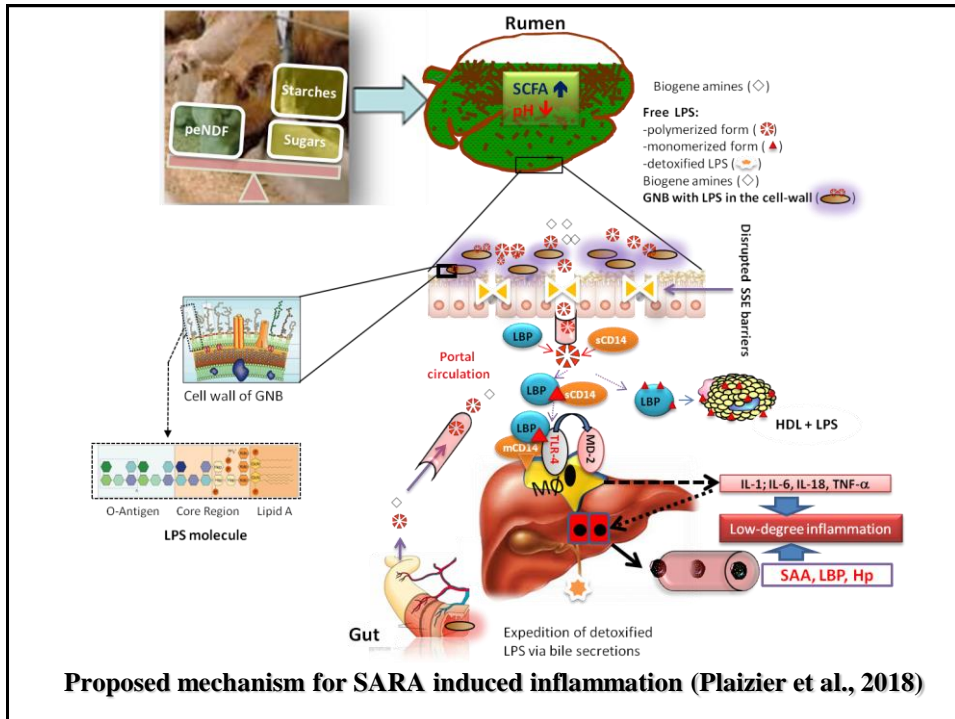 Rumen
peNDF
Starches
Sugars
SCFA ↑
pH ↓
Biogene amines (◇)
Free LPS:
-polymerized form ( )
-monomerized form (▲)
-detoxified LPS ( )
Biogene amines (◇)
GNB with LPS in the cell-wall ( )
Disrupted SSE barriers
Cell wall of GNB
O-Antigen
Core Region
Lipid A
LPS molecule
Portal
circulation
LBP
sCD14
LBP
sCD14
LBP
HDL + LPS
LBP
mCD14
TLR-4
MD-2
MØ
IL-1; IL-6, IL-18, TNF-α
Low-degree inflammation
SAA, LBP, Hp
Gut
Expedition of detoxified
LPS via bile secretions
Proposed mechanism for SARA induced inflammation (Plaizier et al., 2018)